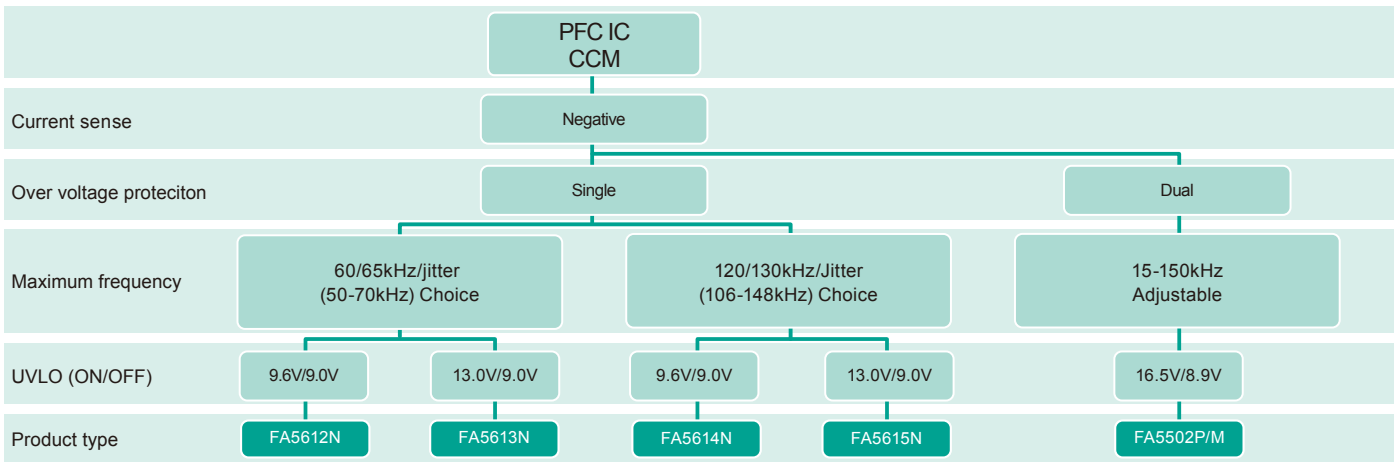 PFC IC
CCM
Current sense
Negative
Over voltage proteciton
Single
Dual
Maximum frequency
60/65kHz/jitter
(50-70kHz) Choice
120/130kHz/Jitter
(106-148kHz) Choice
15-150kHz
Adjustable
UVLO (ON/OFF)
9.6V/9.0V
13.0V/9.0V
9.6V/9.0V
13.0V/9.0V
16.5V/8.9V
Product type
FA5612N
FA5613N
FA5614N
FA5615N
FA5502P/M